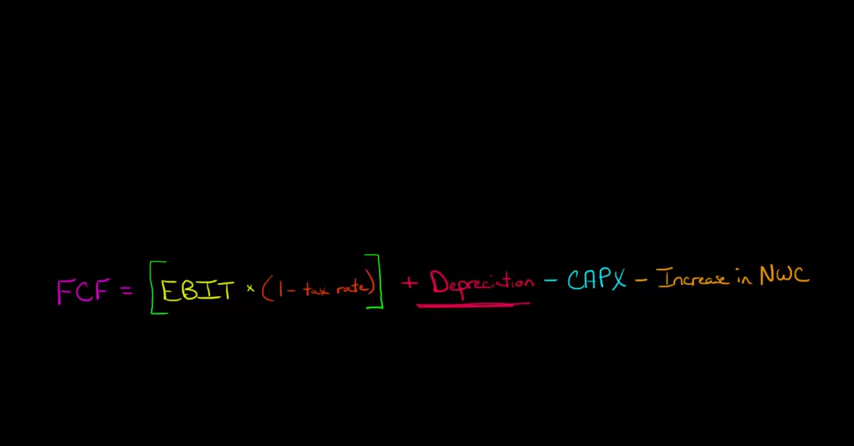 FCF = [EBIT × (1 - tax rate)] + Depreciation - CAPX - Increase in NWC